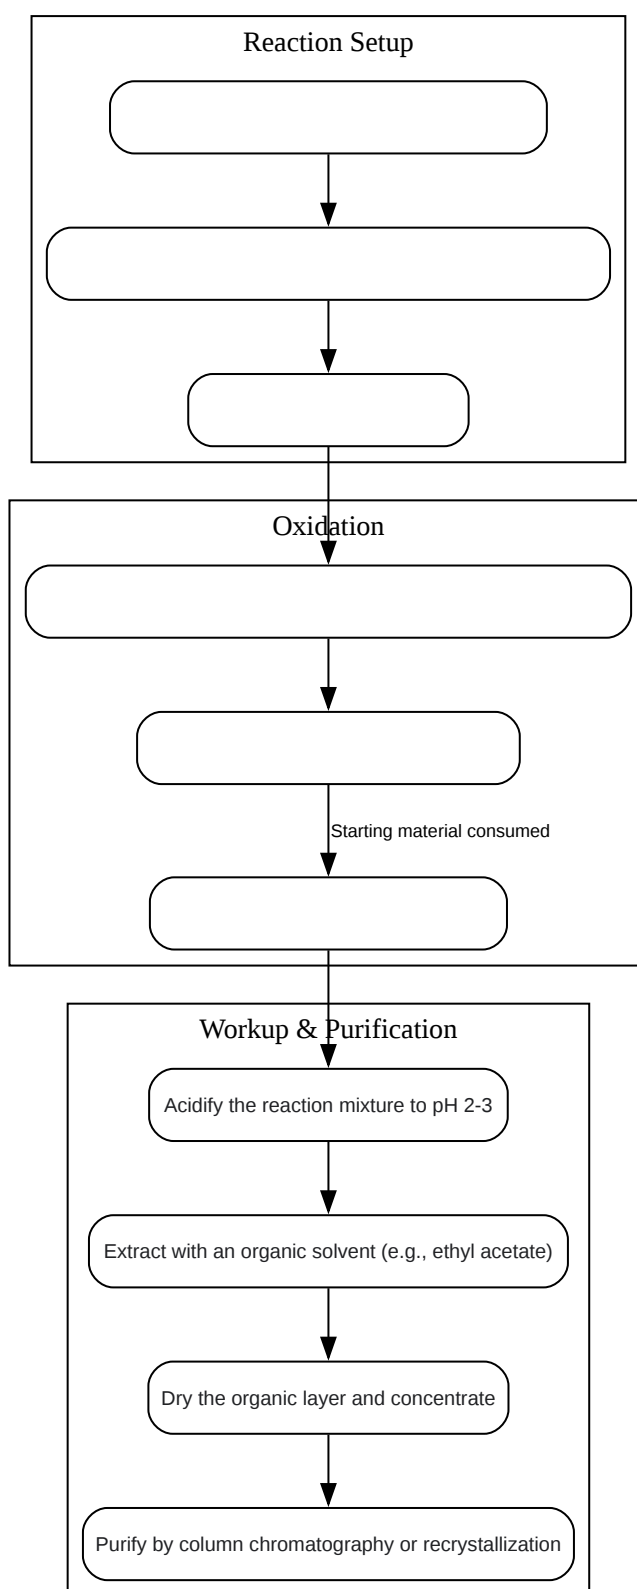 Reaction Setup
Oxidation
Starting material consumed
Workup & Purification
Acidify the reaction mixture to pH 2-3
Extract with an organic solvent (e.g., ethyl acetate)
Dry the organic layer and concentrate
Purify by column chromatography or recrystallization